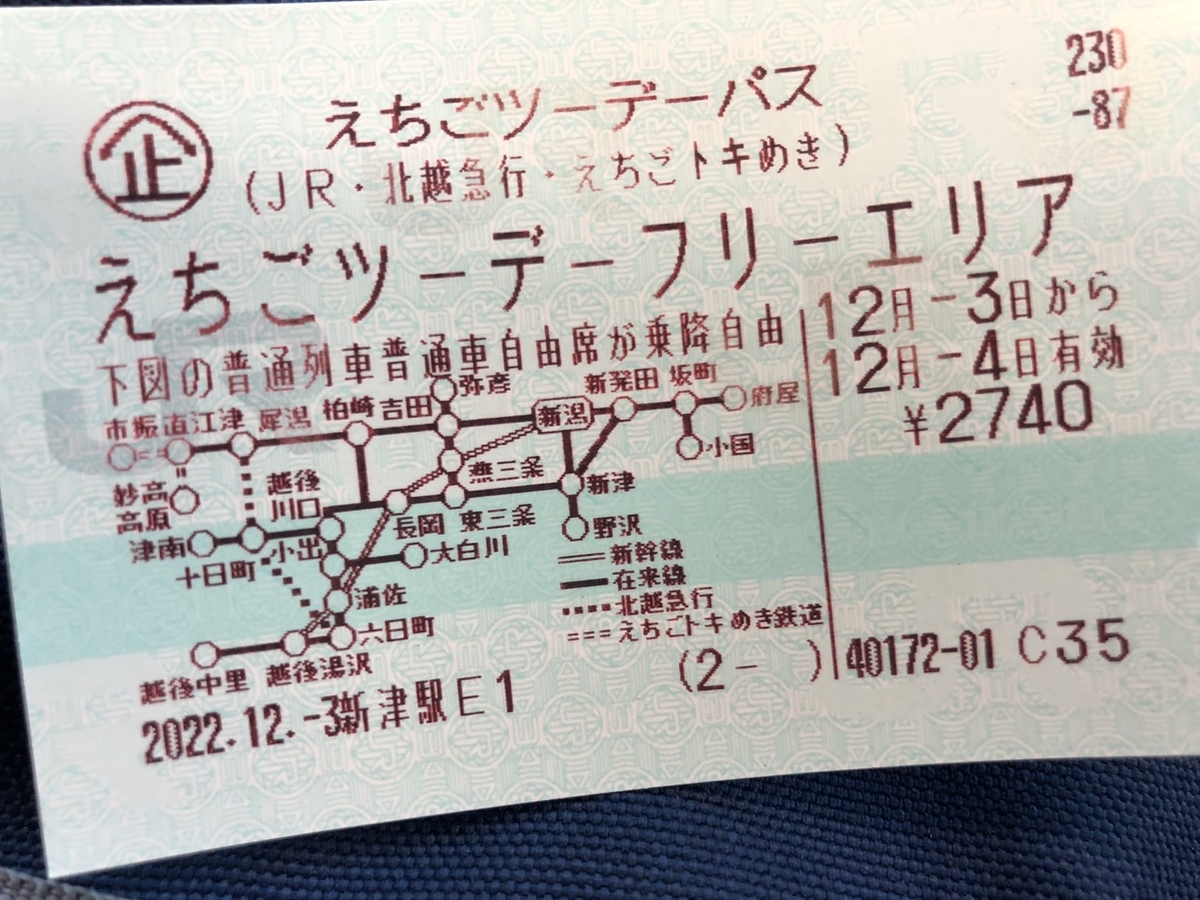 230
-87
企
えちごツーデーパス
(JR・北越急行・えちごトキめき)
えちごツーデーフリーエリア
下図の普通列車普通車自由席が乗降自由
12月-3日から
12月-4日有効
¥2740
弥彦
新発田 坂町
市振 直江津 犀潟 柏崎 吉田 新潟 府屋
小国
妙高
高原
越後
川口
燕三条
新津
長岡 東三条
野沢
津南
十日町
小出
大白川
浦佐
六日町
越後中里 越後湯沢
新幹線
在来線
北越急行
えちごトキめき鉄道
(2- )
40172-01 C35
2022.12.-3新津駅E1